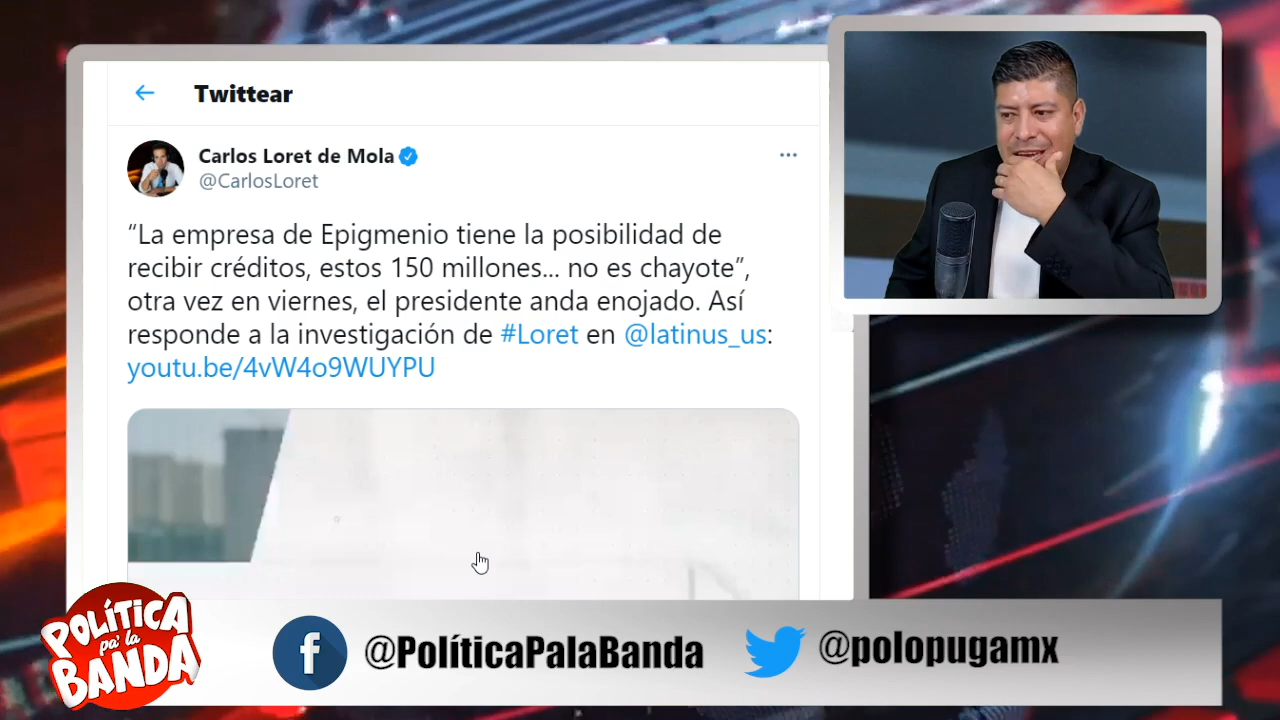 Twittear
Carlos Loret de Mola
@CarlosLoret
“La empresa de Epigmenio tiene la posibilidad de
recibir créditos, estos 150 millones... no es chayote”,
otra vez en viernes, el presidente anda enojado. Así
responde a la investigación de #Loret en @latinus_us:
youtu.be/4vW4o9WUYPU
POLÍTICA
pa' la
BANDA
f @PolíticaPalaBanda
@polopugamx